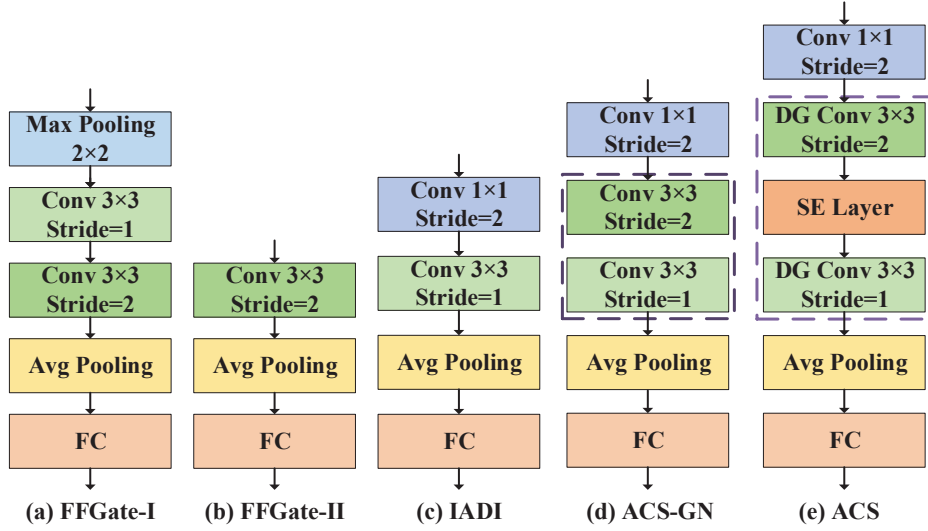 Max Pooling
2×2
Conv 3×3
Stride=1
Conv 3×3
Stride=2
Avg Pooling
FC
(a) FFGate-I
Conv 3×3
Stride=2
Avg Pooling
FC
(b) FFGate-II
Conv 1×1
Stride=2
Conv 3×3
Stride=1
Avg Pooling
FC
(c) IADI
Conv 1×1
Stride=2
Conv 3×3
Stride=2
Conv 3×3
Stride=1
Avg Pooling
FC
(d) ACS-GN
Conv 1×1
Stride=2
DG Conv 3×3
Stride=2
SE Layer
DG Conv 3×3
Stride=1
Avg Pooling
FC
(e) ACS